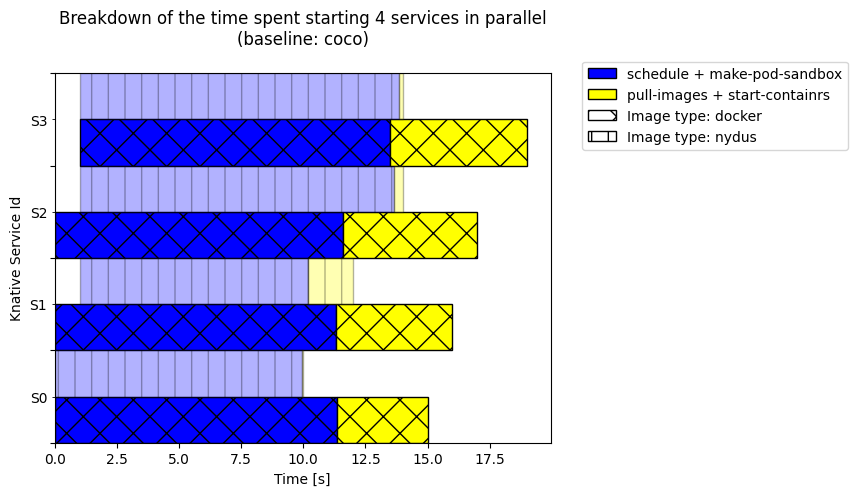 Breakdown of the time spent starting 4 services in parallel
(baseline: coco)
schedule + make-pod-sandbox
pull-images + start-containrs
Image type: docker
Image type: nydus
Knative Service Id
S3
S2
S1
S0
0.0 2.5 5.0 7.5 10.0 12.5 15.0 17.5
Time [s]